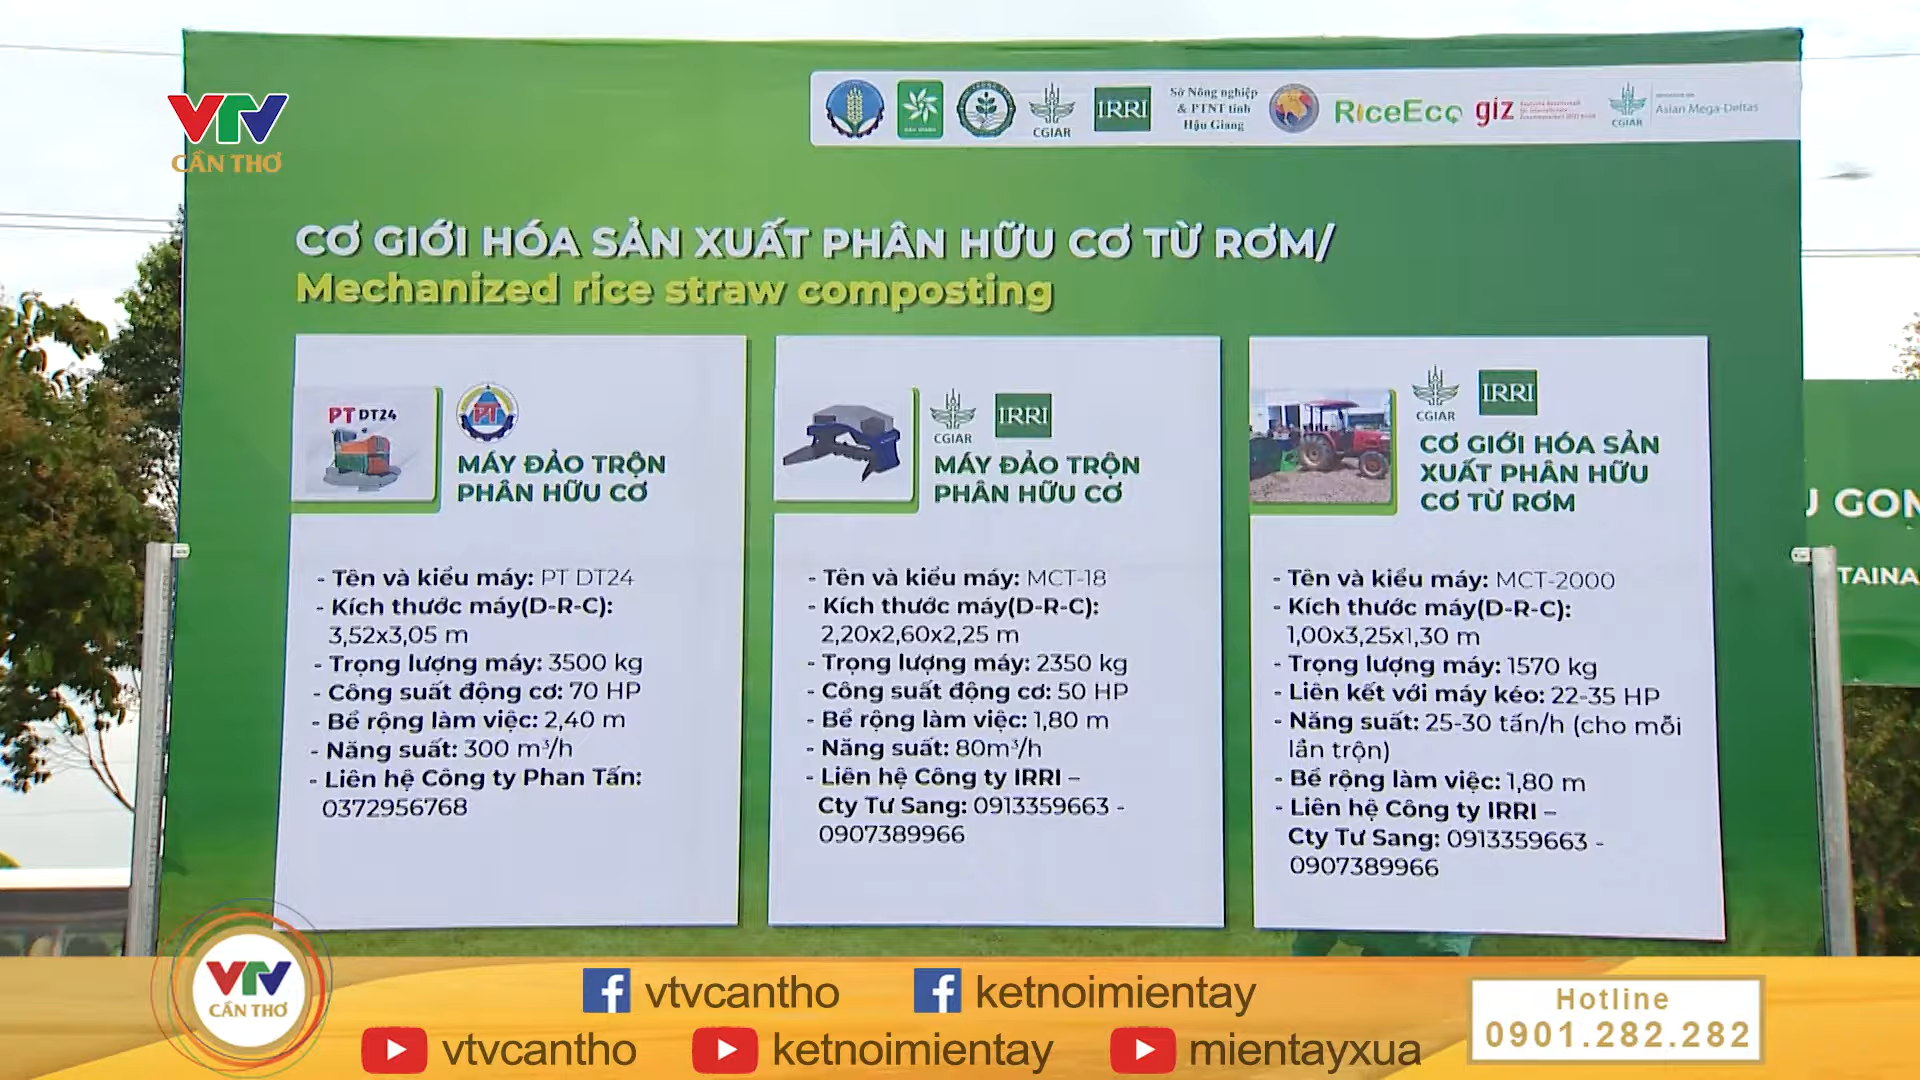 VTV
CẦN THƠ
CGIAR
IRRI
Sở Nông nghiệp
& PTNT tỉnh
Hậu Giang
RiceEco
giz
CGIAR
Asian Mega-Deltas
CƠ GIỚI HÓA SẢN XUẤT PHÂN HỮU CƠ TỪ RƠM/
Mechanized rice straw composting
PT DT24
PT
MÁY ĐẢO TRỘN
PHÂN HỮU CƠ
- Tên và kiểu máy: PT DT24
- Kích thước máy(D-R-C):
3,52x3,05 m
- Trọng lượng máy: 3500 kg
- Công suất động cơ: 70 HP
- Bề rộng làm việc: 2,40 m
- Năng suất: 300 m³/h
- Liên hệ Công ty Phan Tấn:
0372956768
CGIAR
IRRI
MÁY ĐẢO TRỘN
PHÂN HỮU CƠ
- Tên và kiểu máy: MCT-18
- Kích thước máy(D-R-C):
2,20x2,60x2,25 m
- Trọng lượng máy: 2350 kg
- Công suất động cơ: 50 HP
- Bề rộng làm việc: 1,80 m
- Năng suất: 80m³/h
- Liên hệ Công ty IRRI –
Cty Tư Sang: 0913359663 -
0907389966
CGIAR
IRRI
CƠ GIỚI HÓA SẢN
XUẤT PHÂN HỮU
CƠ TỪ RƠM
- Tên và kiểu máy: MCT-2000
- Kích thước máy(D-R-C):
1,00x3,25x1,30 m
- Trọng lượng máy: 1570 kg
- Liên kết với máy kéo: 22-35 HP
- Năng suất: 25-30 tấn/h (cho mỗi
lần trộn)
- Bề rộng làm việc: 1,80 m
- Liên hệ Công ty IRRI –
Cty Tư Sang: 0913359663 -
0907389966
U GOM
TAINA
VTV
CẦN THƠ
vtvcantho
ketnoimientay
vtvcantho
ketnoimientay
mientayxua
Hotline
0901.282.282